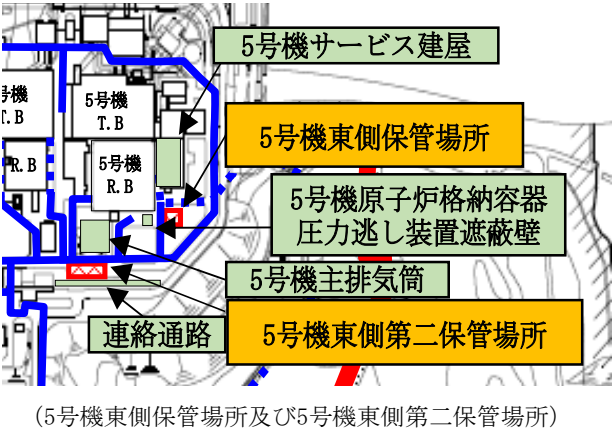 5号機サービス建屋
号機
T.B
5号機
T.B
5号機東側保管場所
R.B
5号機
R.B
5号機原子炉格納容器
圧力逃し装置遮蔽壁
5号機主排気筒
連絡通路
5号機東側第二保管場所
(5号機東側保管場所及び5号機東側第二保管場所)